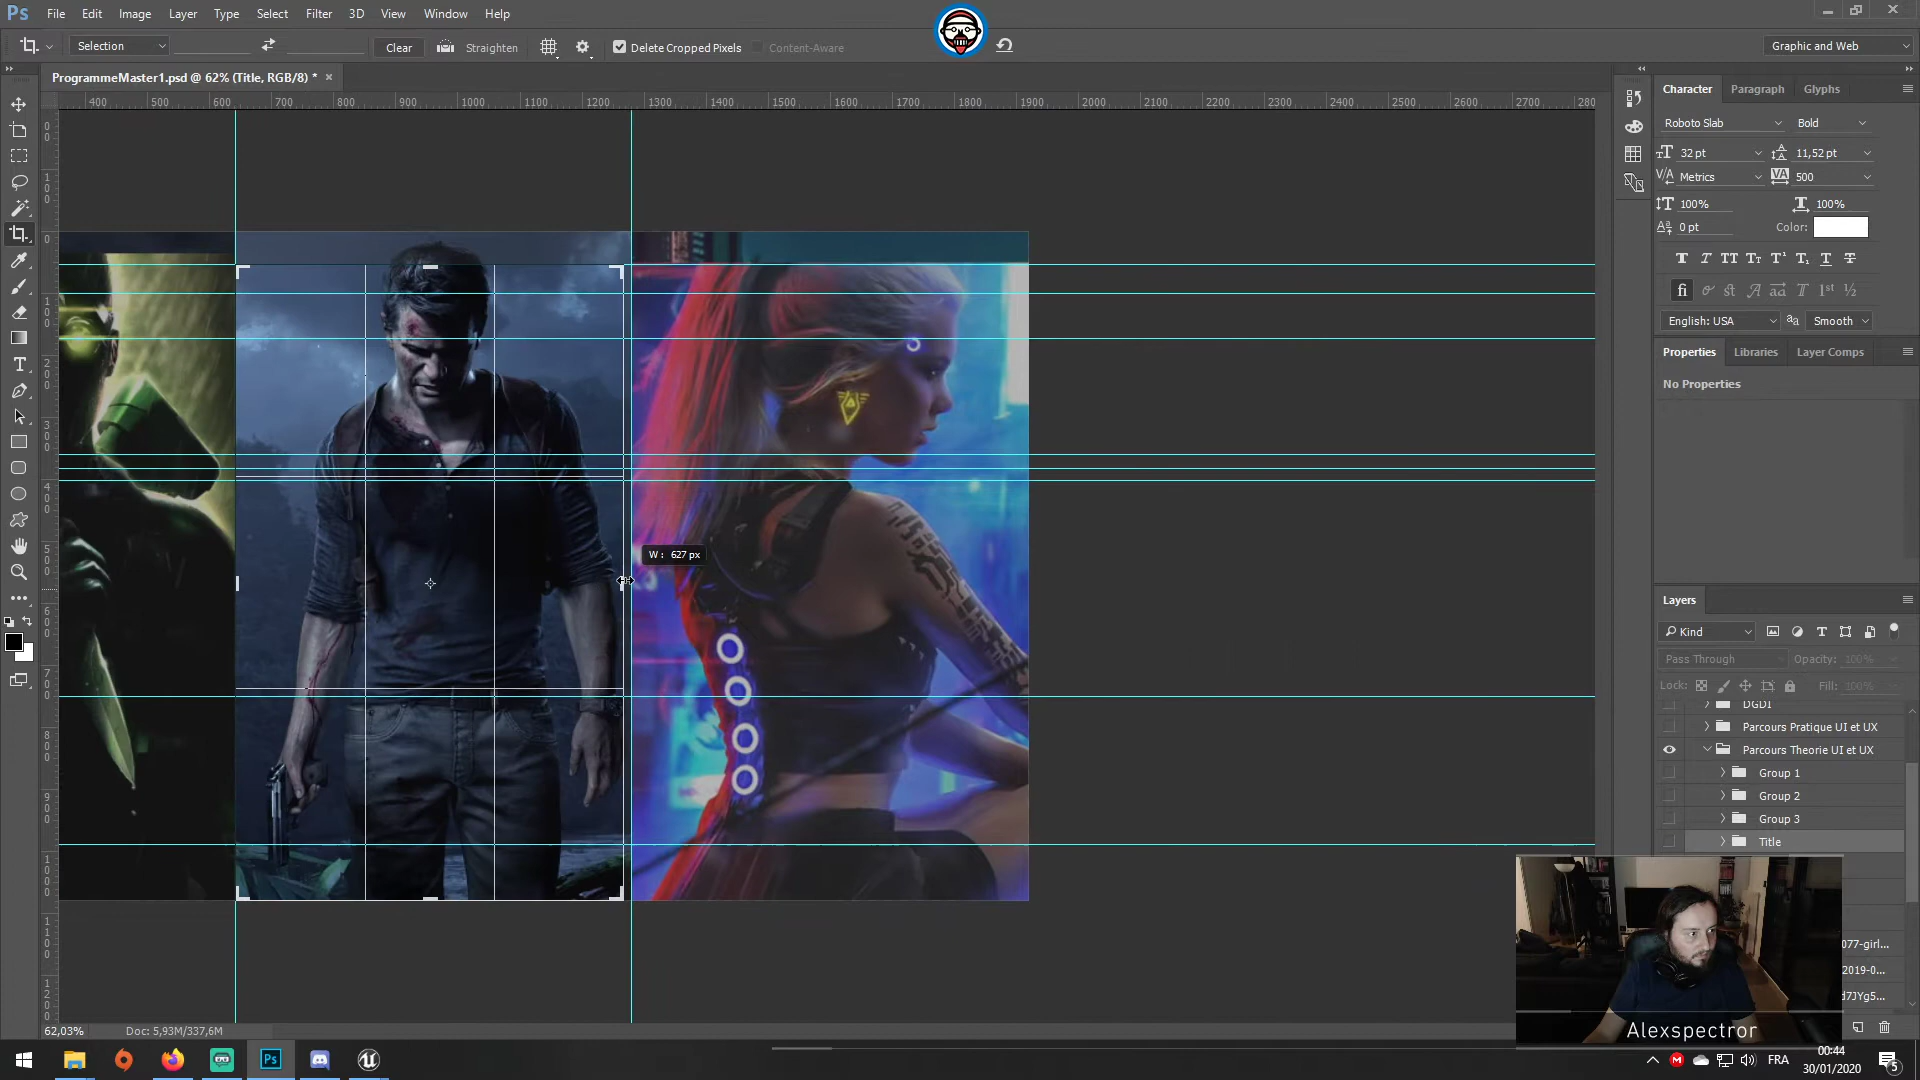 Ps File Edit Image Layer Type Select Filter 3D View Window Help
Selection Clear Straighten Delete Cropped Pixels Content-Aware Graphic and Web
ProgrammeMaster1.psd @ 62% (Title, RGB/8) * ×
400 500 600 700 800 900 1000 1100 1200 1300 1400 1500 1600 1700 1800 1900 2000 2100 2200 2300 2400 2500 2600 2700 280
Character Paragraph Glyphs
Roboto Slab Bold
32 pt 11,52 pt
Metrics 500
100% 100%
0 pt Color:
English: USA aa Smooth
Properties Libraries Layer Comps
No Properties
W : 627 px
Layers
Kind
Pass Through Opacity: 100%
Lock: Fill: 100%
DGDI
Parcours Pratique UI et UX
Parcours Theorie UI et UX
Group 1
Group 2
Group 3
Title
077-girl...
2019-0...
d7JYg5...
Alexspectror
62,03% Doc: 5,93M/337,6M
FRA
00:44
30/01/2020
5